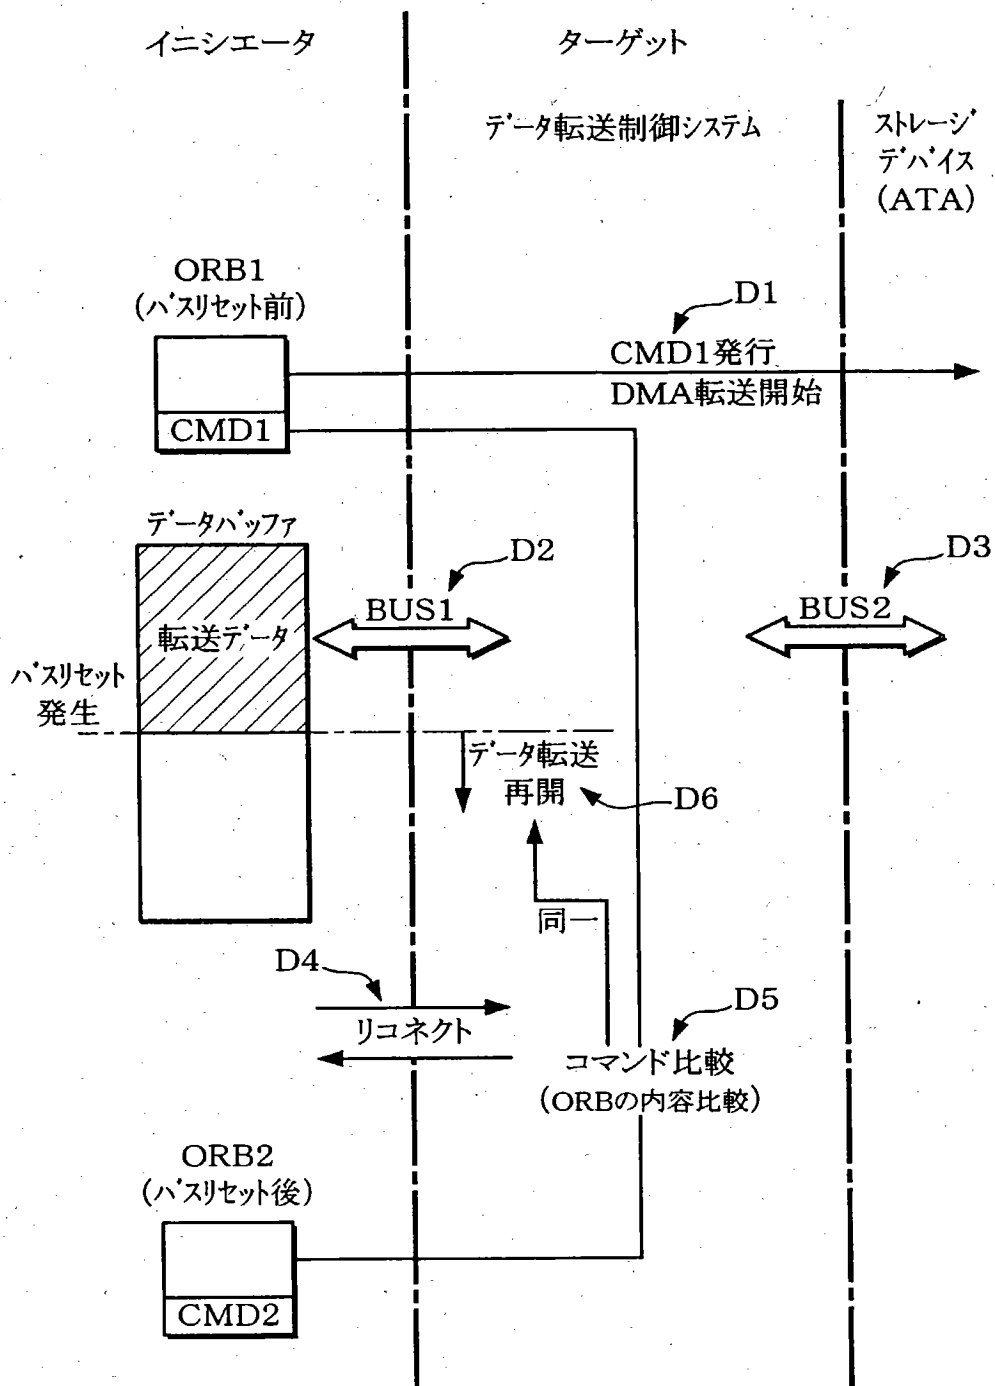 イニシエータ
ターゲット
データ転送制御システム
ストレージ
デバイス
(ATA)
ORB1
(バスリセット前)
D1
CMD1発行
DMA転送開始
CMD1
データバッファ
D2
D3
BUS1
BUS2
転送データ
バスリセット
発生
データ転送
再開
D6
同一
D4
D5
リコネクト
コマンド比較
(ORBの内容比較)
ORB2
(バスリセット後)
CMD2